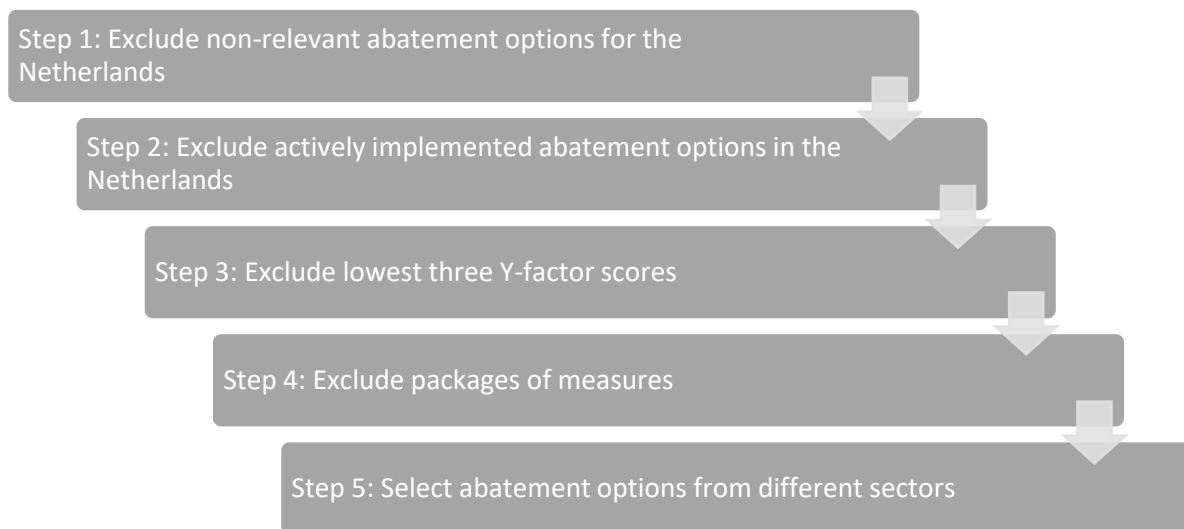 Step 1: Exclude non-relevant abatement options for the
Netherlands
Step 2: Exclude actively implemented abatement options in the
Netherlands
Step 3: Exclude lowest three Y-factor scores
Step 4: Exclude packages of measures
Step 5: Select abatement options from different sectors